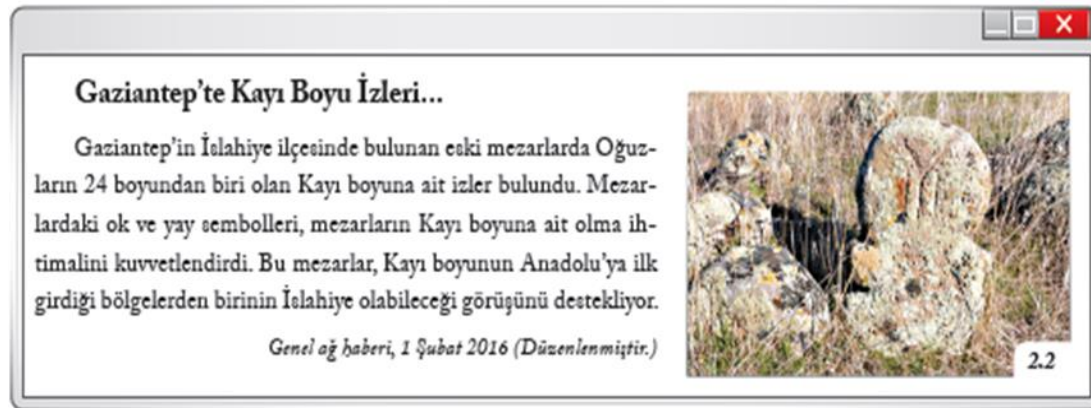 Gaziantep’te Kayı Boyu İzleri...
Gaziantep’in İslahiye ilçesinde bulunan eski mezarlarda Oğuz-
ların 24 boyundan biri olan Kayı boyuna ait izler bulundu. Mezar-
lardaki ok ve yay sembolleri, mezarların Kayı boyuna ait olma ih-
timalini kuvvetlendirdi. Bu mezarlar, Kayı boyunun Anadolu’ya ilk
girdiği bölgelerden birinin İslahiye olabileceği görüşünü destekliyor.
Genel ağ haberi, 1 Şubat 2016 (Düzenlenmiştir.)
2.2